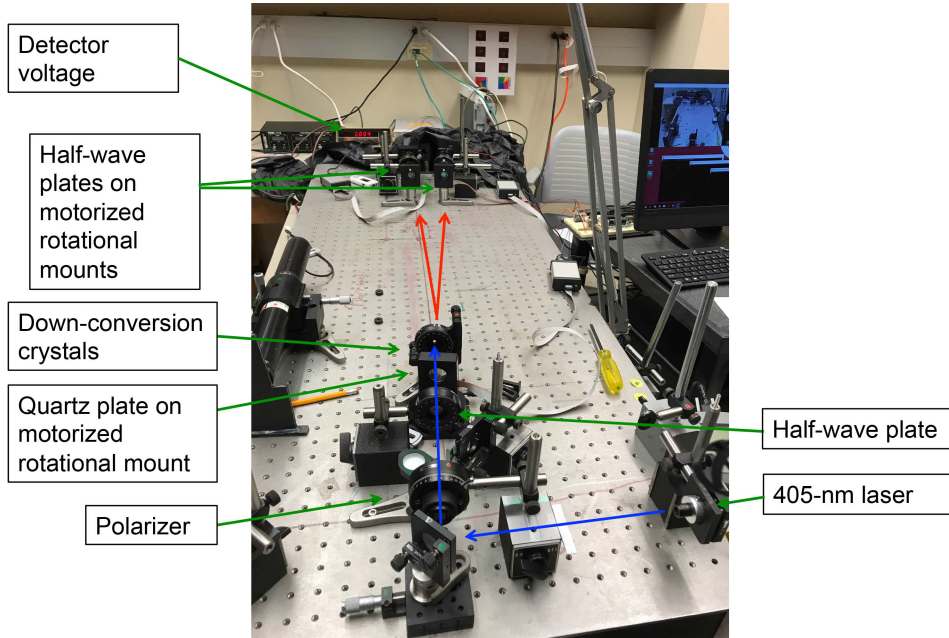 Detector
voltage
Half-wave
plates on
motorized
rotational
mounts
Down-conversion
crystals
Quartz plate on
motorized
rotational mount
Polarizer
Half-wave plate
405-nm laser